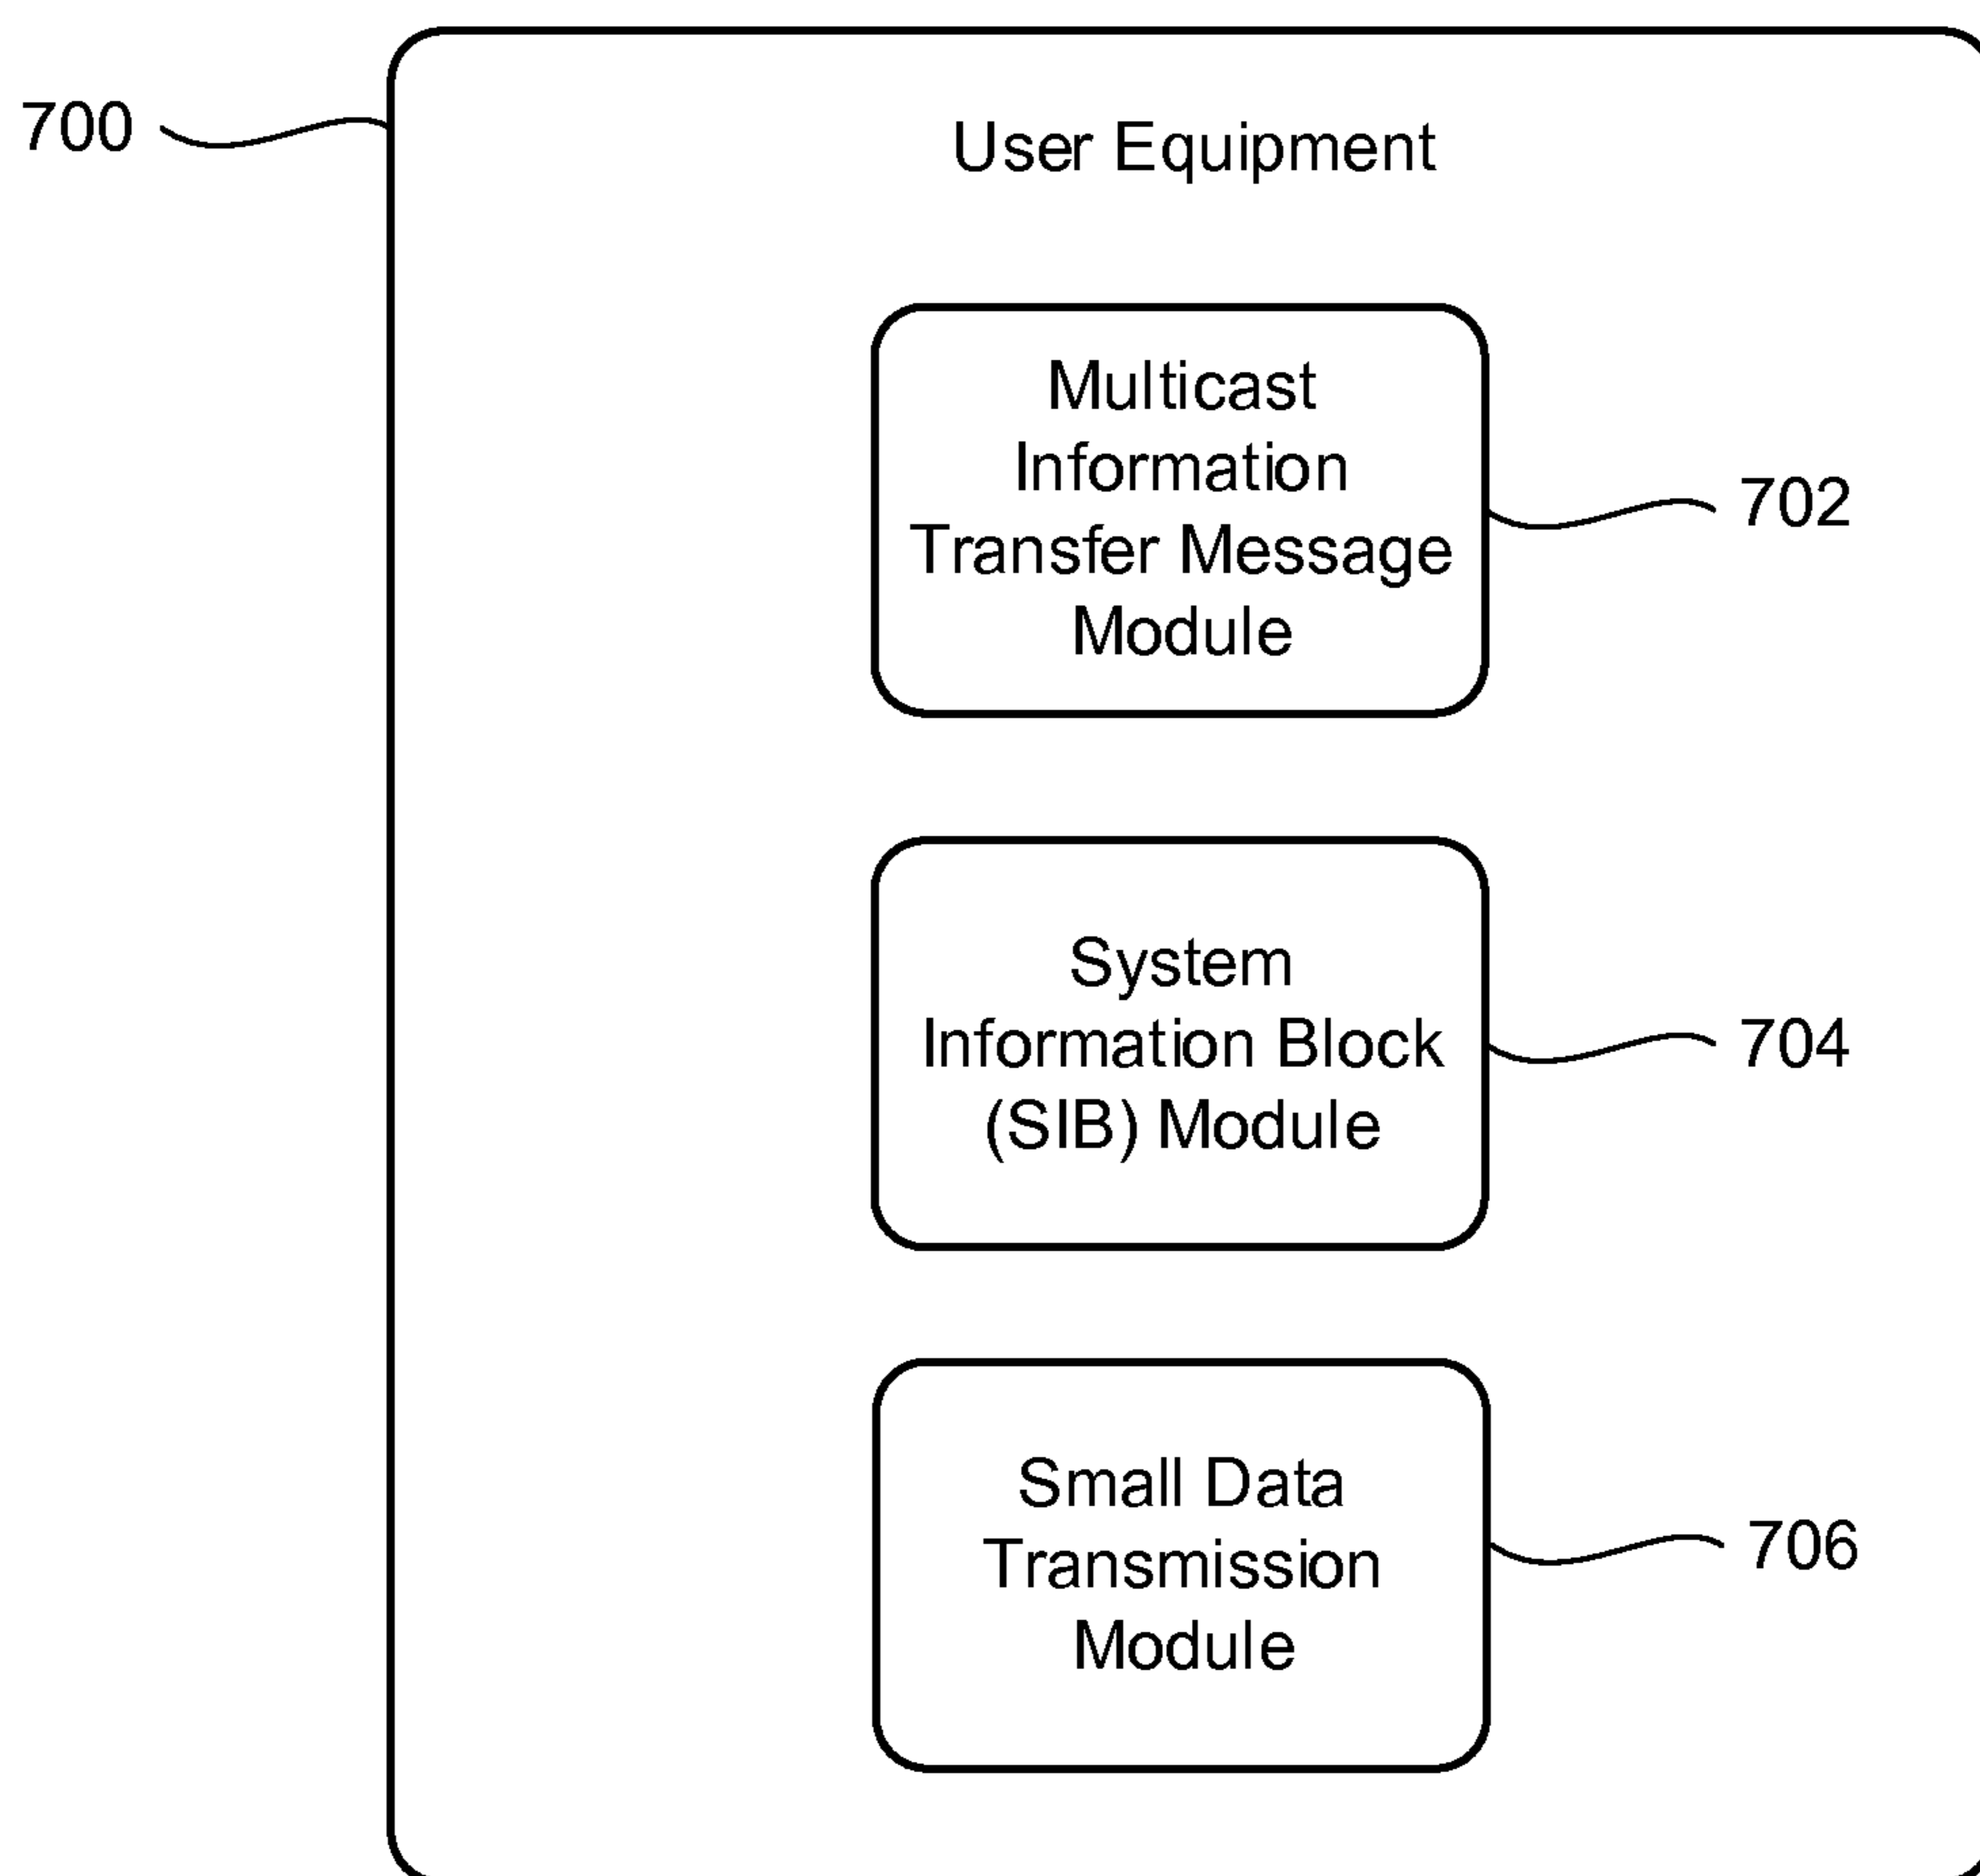 700
User Equipment
Multicast
Information
Transfer Message
Module
702
System
Information Block
(SIB) Module
704
Small Data
Transmission
Module
706